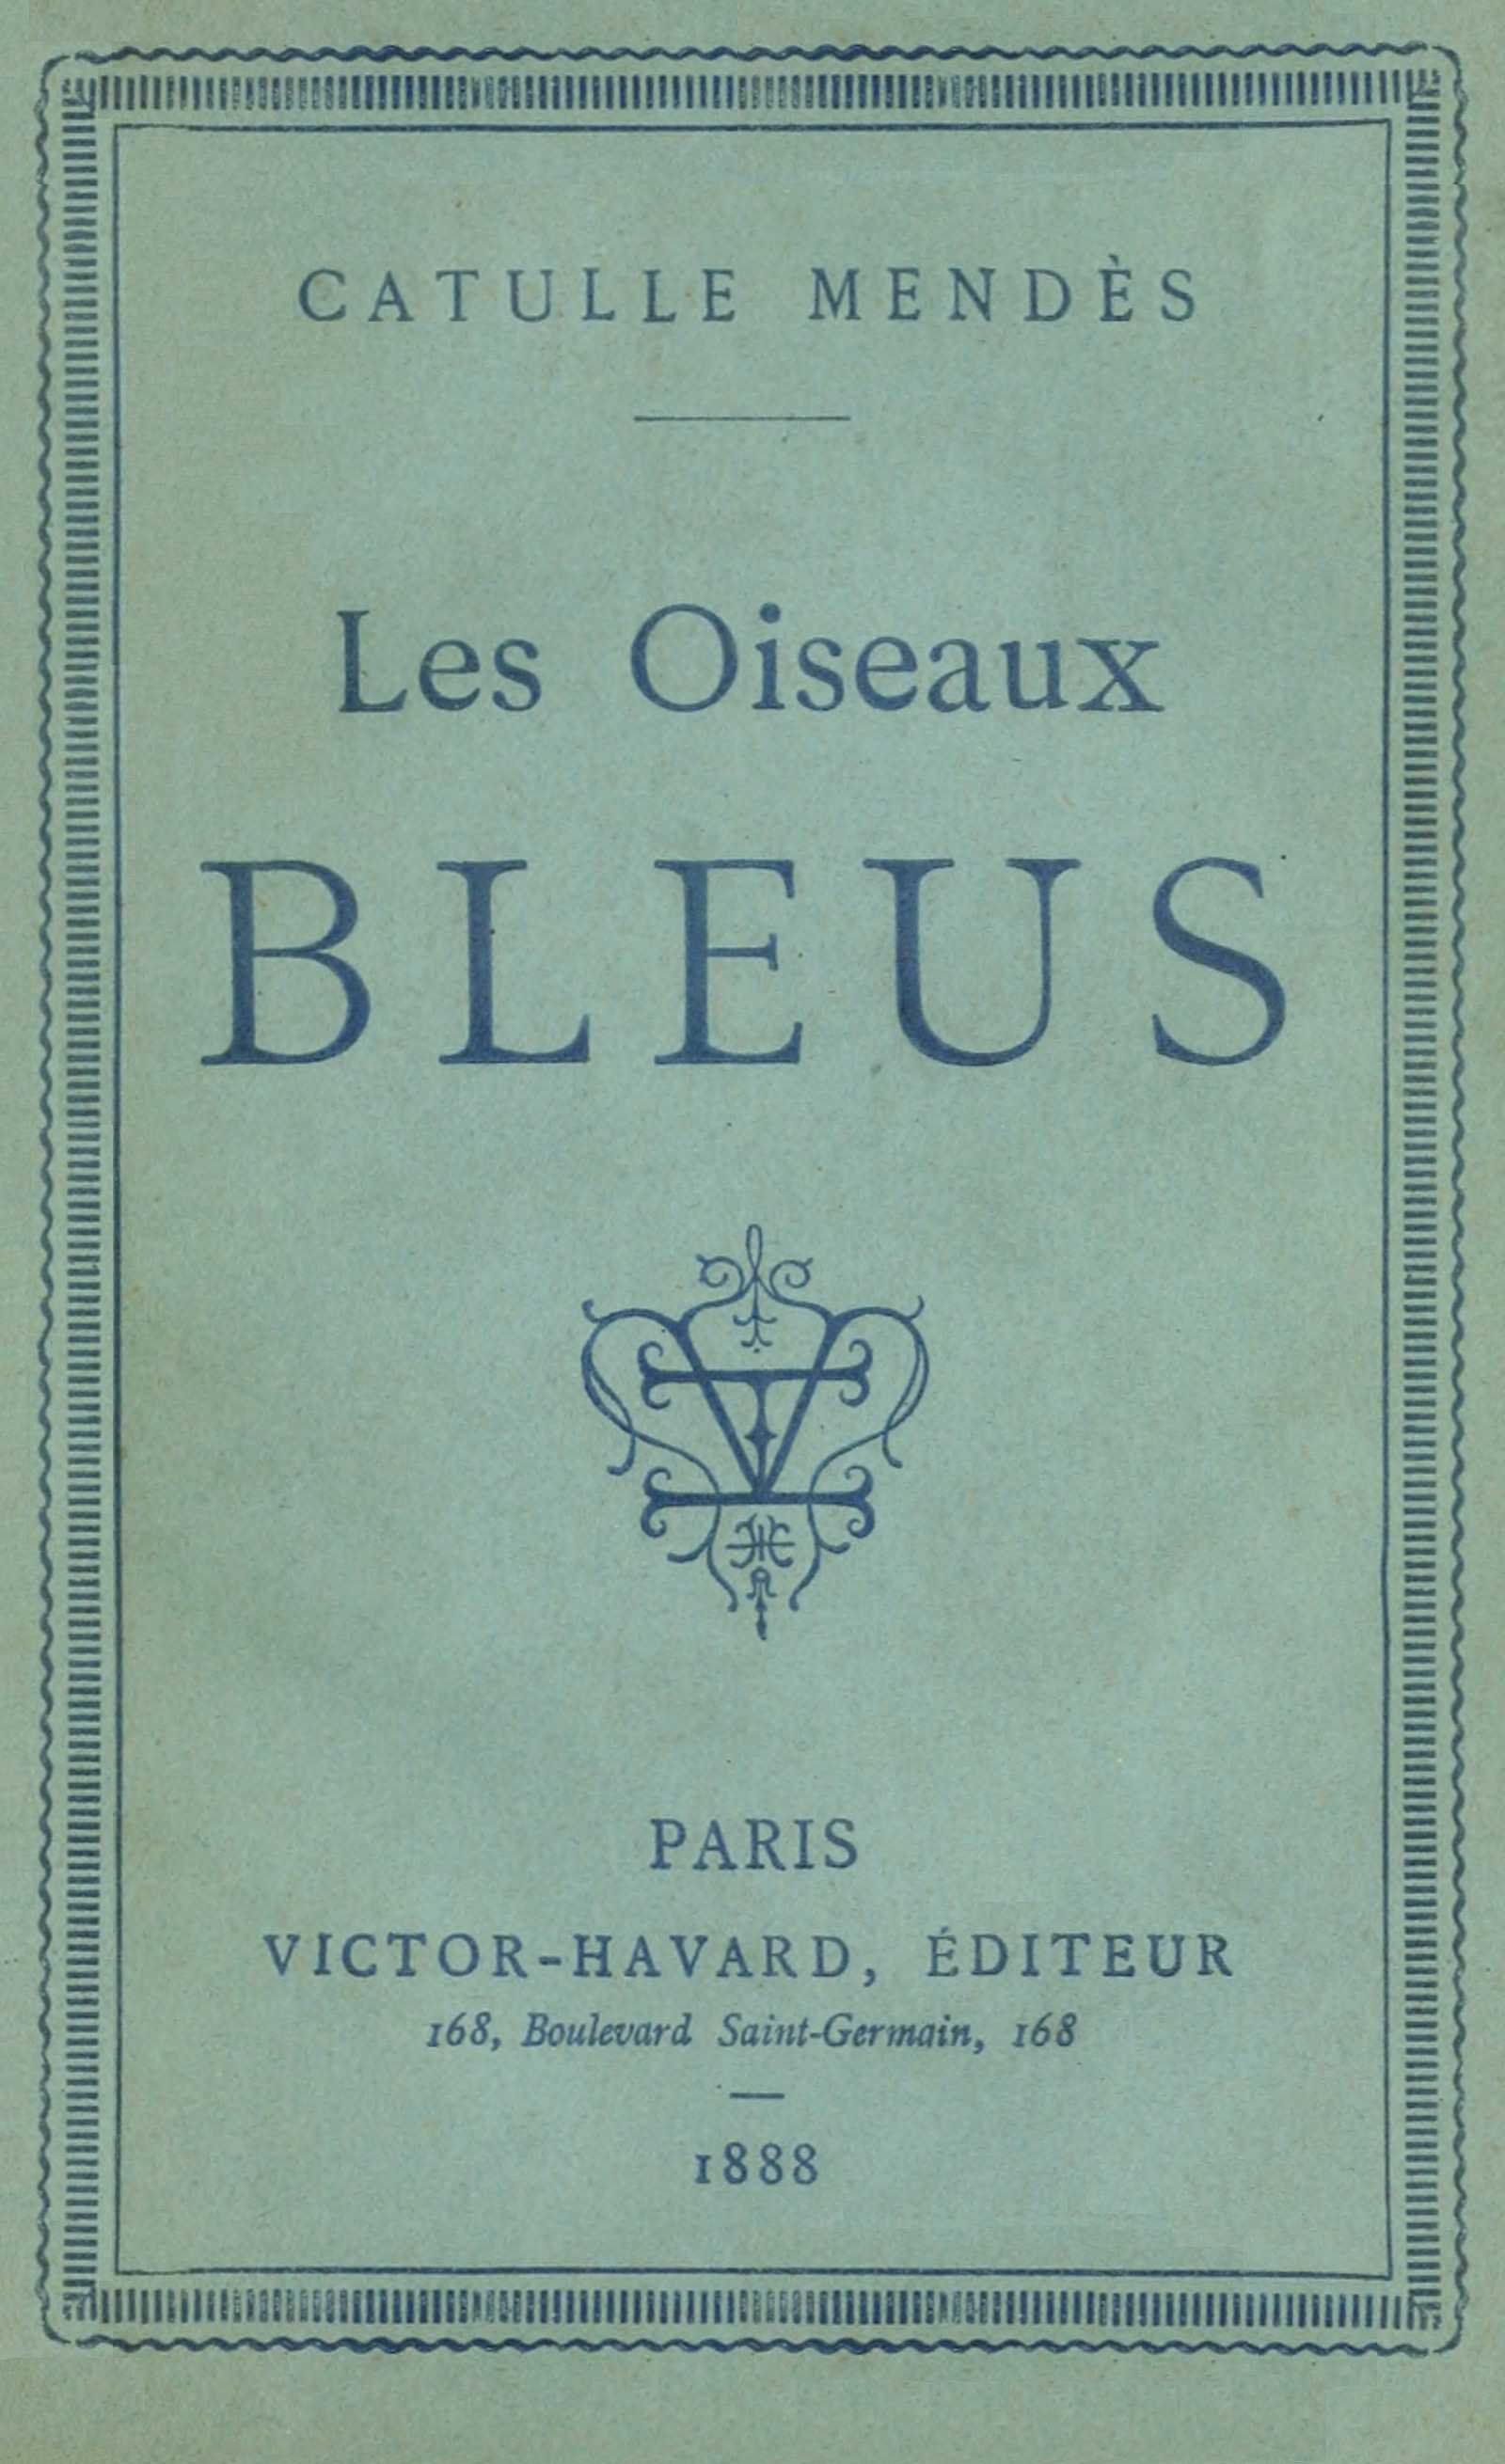 CATULLE MENDÈS
Les Oiseaux
BLEUS
PARIS
VICTOR-HAVARD, ÉDITEUR
168, Boulevard Saint-Germain, 168
1888